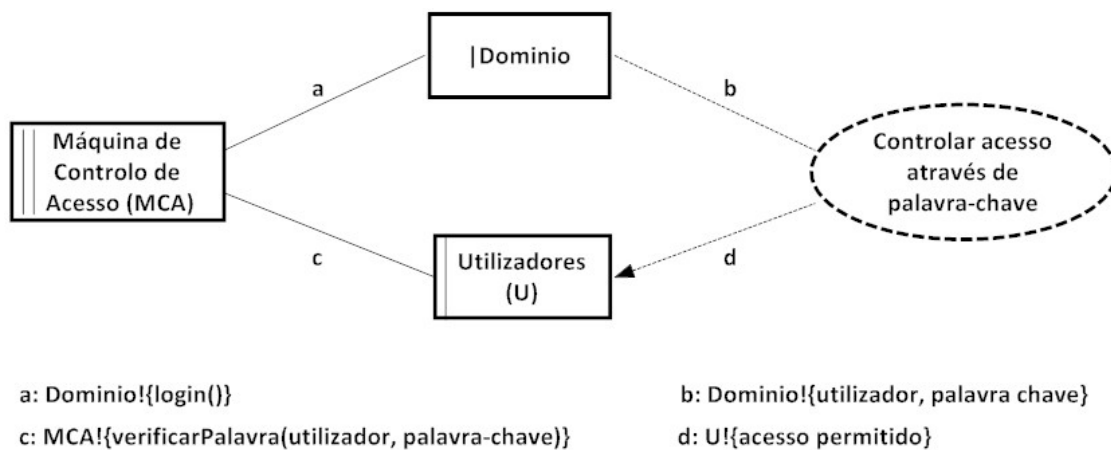 |Dominio
a
b
Máquina de
Controlo de
Acesso (MCA)
Controlar acesso
através de
palavra-chave
c
Utilizadores
(U)
d
a: Dominio!{login()}
b: Dominio!{utilizador, palavra chave}
c: MCA!{verificarPalavra(utilizador, palavra-chave)}
d: U!{acesso permitido}